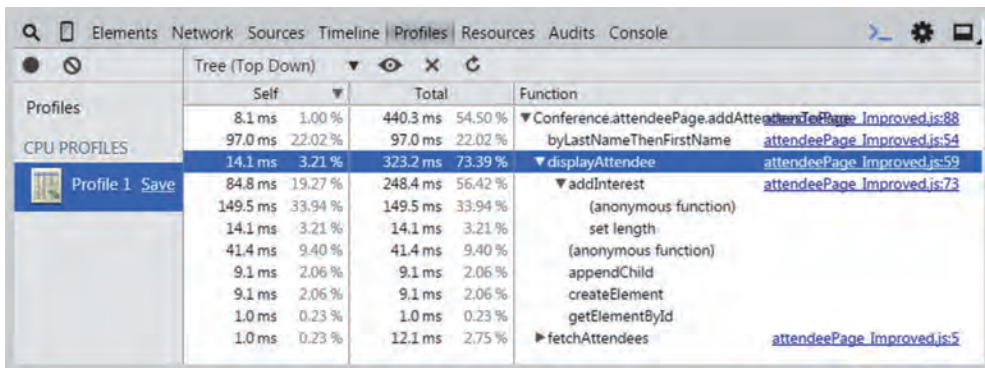 Elements Network Sources Timeline Profiles Resources Audits Console
Tree (Top Down)
Profiles
CPU PROFILES
Profile 1 Save
Self Total Function
8.1 ms 1.00 % 440.3 ms 54.50 % Conference.attendeePage.addAttendeesToPage attendeePage_Improved.js:88
97.0 ms 22.02 % 97.0 ms 22.02 % byLastNameThenFirstName attendeePage_Improved.js:54
14.1 ms 3.21 % 323.2 ms 73.39 % displayAttendee attendeePage_Improved.js:59
84.8 ms 19.27 % 248.4 ms 56.42 % addInterest attendeePage_Improved.js:73
149.5 ms 33.94 % 149.5 ms 33.94 % (anonymous function)
14.1 ms 3.21 % 14.1 ms 3.21 % set length
41.4 ms 9.40 % 41.4 ms 9.40 % (anonymous function)
9.1 ms 2.06 % 9.1 ms 2.06 % appendChild
9.1 ms 2.06 % 9.1 ms 2.06 % createElement
1.0 ms 0.23 % 1.0 ms 0.23 % getElementById
1.0 ms 0.23 % 12.1 ms 2.75 % fetchAttendees attendeePage_Improved.js:5